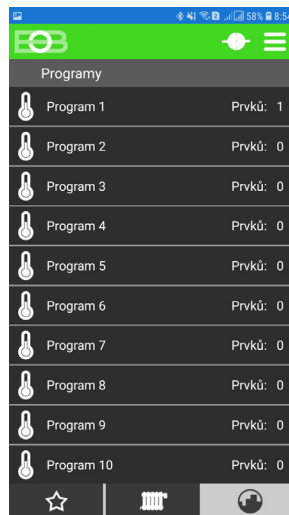 58% 8:54
EOB
Programy
Program 1 Prvků: 1
Program 2 Prvků: 0
Program 3 Prvků: 0
Program 4 Prvků: 0
Program 5 Prvků: 0
Program 6 Prvků: 0
Program 7 Prvků: 0
Program 8 Prvků: 0
Program 9 Prvků: 0
Program 10 Prvků: 0